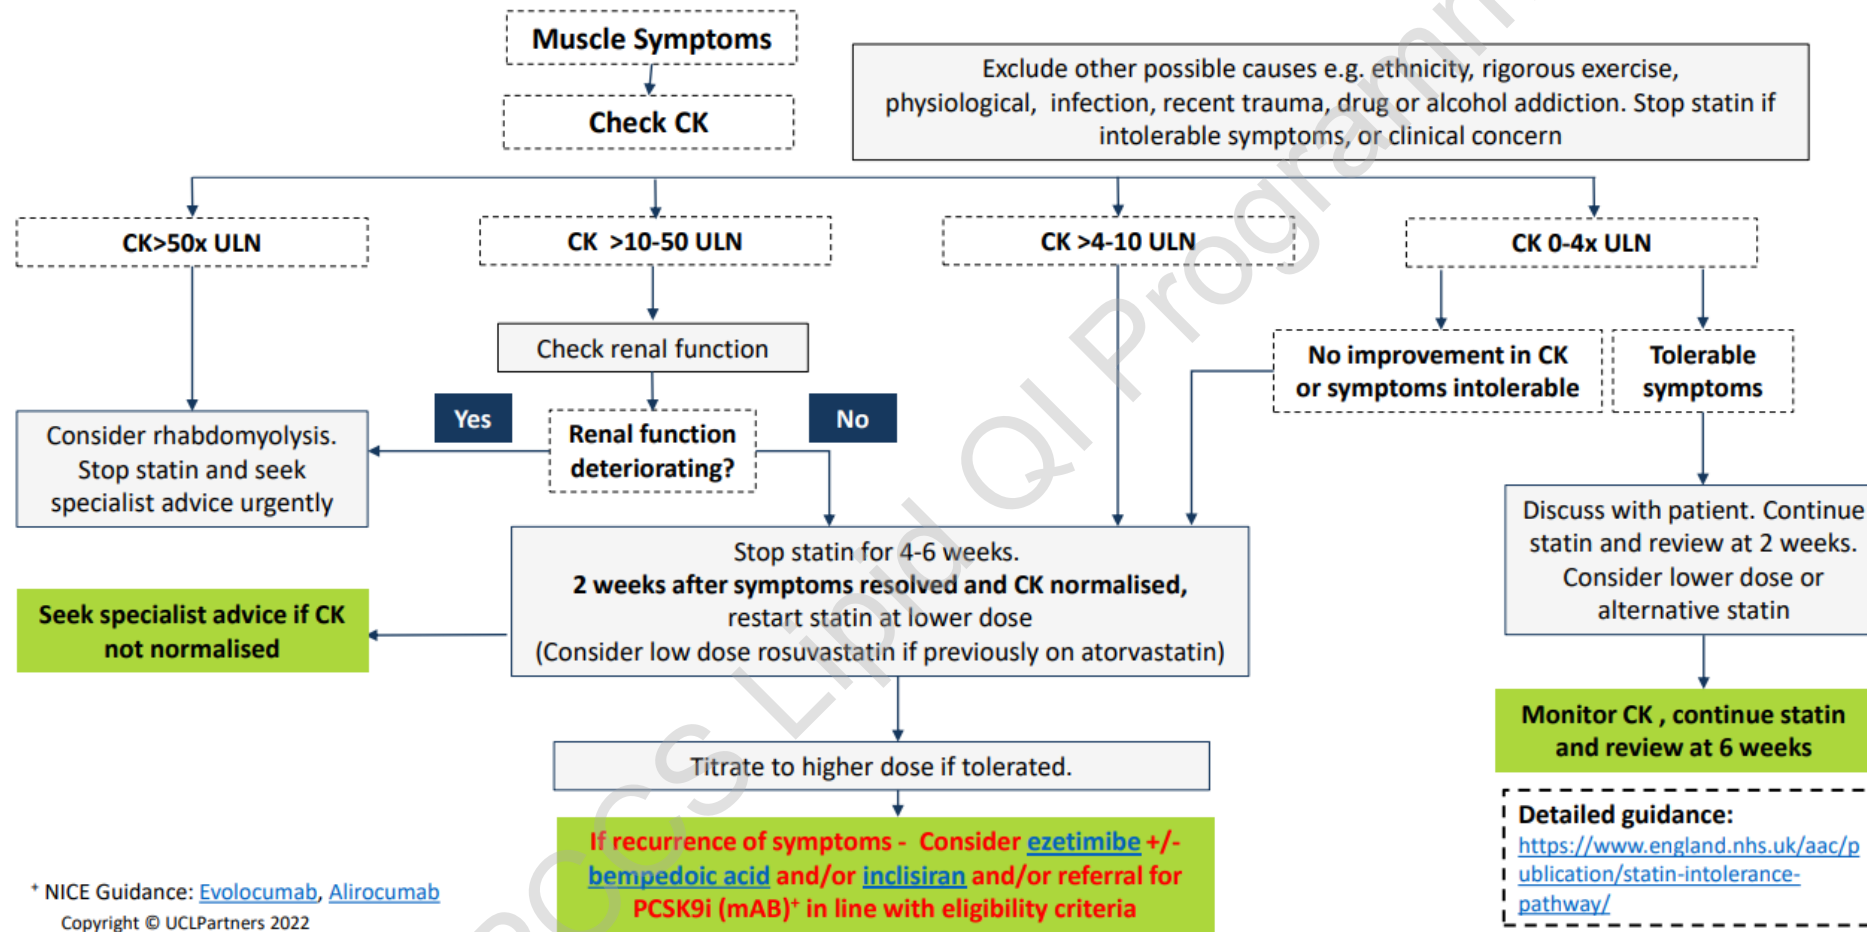 Muscle Symptoms
Check CK
Exclude other possible causes e.g. ethnicity, rigorous exercise,
physiological, infection, recent trauma, drug or alcohol addiction. Stop statin if
intolerable symptoms, or clinical concern
CK>50x ULN
CK >10-50 ULN
CK >4-10 ULN
CK 0-4x ULN
Check renal function
No improvement in CK
or symptoms intolerable
Tolerable
symptoms
Consider rhabdomyolysis.
Stop statin and seek
specialist advice urgently
Yes
Renal function
deteriorating?
No
Discuss with patient. Continue
statin and review at 2 weeks.
Consider lower dose or
alternative statin
Stop statin for 4-6 weeks.
2 weeks after symptoms resolved and CK normalised,
restart statin at lower dose
(Consider low dose rosuvastatin if previously on atorvastatin)
Seek specialist advice if CK
not normalised
Monitor CK , continue statin
and review at 6 weeks
Titrate to higher dose if tolerated.
If recurrence of symptoms - Consider ezetimibe +/-
bempedoic acid and/or inclisiran and/or referral for
PCSK9i (mAB)+ in line with eligibility criteria
Detailed guidance:
https://www.england.nhs.uk/aac/p
ublication/statin-intolerance-
pathway/
+ NICE Guidance: Evolocumab, Alirocumab
Copyright © UCLPartners 2022
PCCS Lipid QI Programm